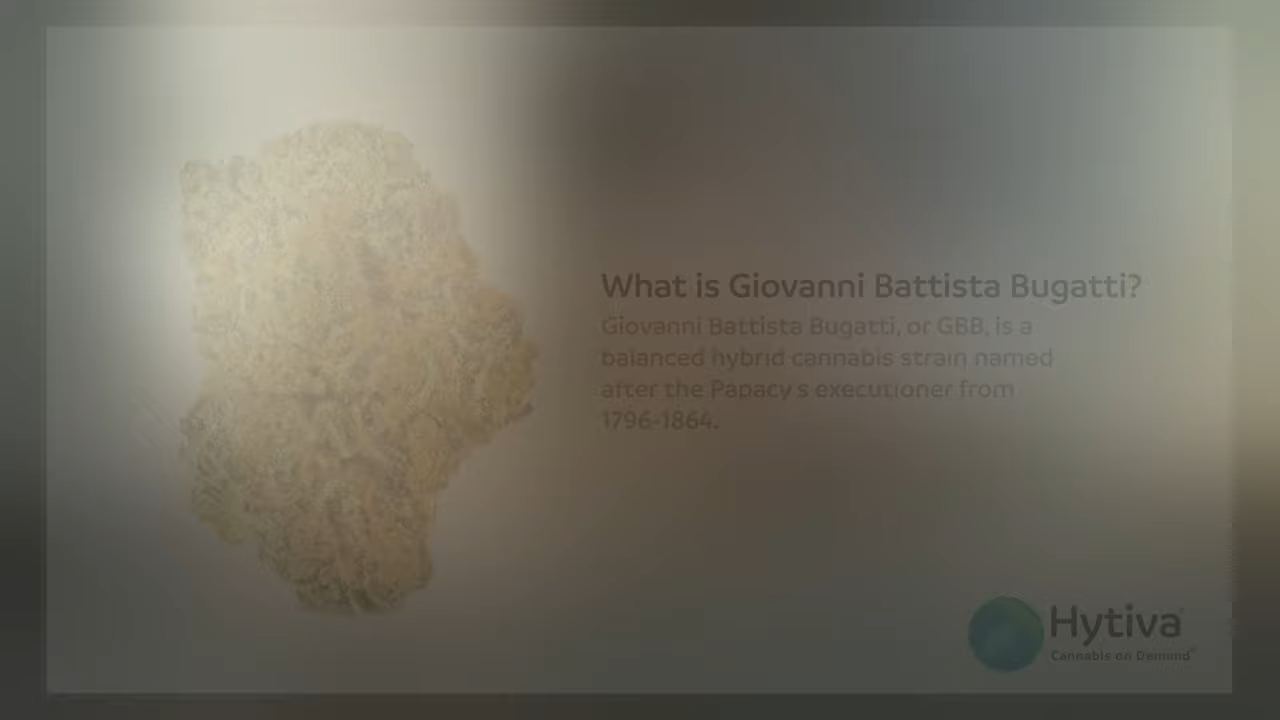 What is Giovanni Battista Bugatti?
Giovanni Battista Bugatti, or GBB, is a
balanced hybrid cannabis strain named
after the Papacy's executioner from
1796-1864.
Hytiva
Cannabis on Demand